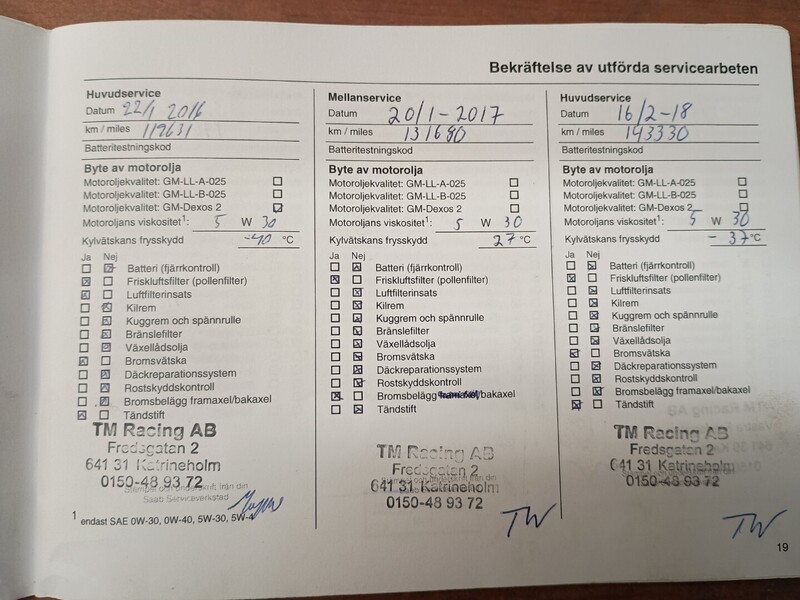 Bekräftelse av utförda servicearbeten
Huvudservice
Datum 22/1 2016
km / miles 119631
Batteritestningskod
Byte av motorolja
Motoroljekvalitet: GM-LL-A-025
Motoroljekvalitet: GM-LL-B-025
Motoroljekvalitet: GM-Dexos 2
Motoroljans viskositet1: 5 W 30
Kylvätskans frysskydd -40 °C
Ja Nej
Batteri (fjärrkontroll)
Friskluftsfilter (pollenfilter)
Luftfilterinsats
Kilrem
Kuggrem och spännrulle
Bränslefilter
Växellådsolja
Bromsvätska
Däckreparationssystem
Rostskyddskontroll
Bromsbelägg framaxel/bakaxel
Tändstift
TM Racing AB
Fredsgatan 2
641 31 Katrineholm
0150-48 93 72
Saab Serviceverkstad
1 endast SAE 0W-30, 0W-40, 5W-30, 5W-4
Mellanservice
Datum 20/1-2017
km / miles 131690
Batteritestningskod
Byte av motorolja
Motoroljekvalitet: GM-LL-A-025
Motoroljekvalitet: GM-LL-B-025
Motoroljekvalitet: GM-Dexos 2
Motoroljans viskositet1: 5 W 30
Kylvätskans frysskydd 27 °C
Ja Nej
Batteri (fjärrkontroll)
Friskluftsfilter (pollenfilter)
Luftfilterinsats
Kilrem
Kuggrem och spännrulle
Bränslefilter
Växellådsolja
Bromsvätska
Däckreparationssystem
Rostskyddskontroll
Bromsbelägg framaxel/bakaxel
Tändstift
TM Racing AB
Fredsgatan 2
641 31 Katrineholm
0150-48 93 72
TW
Huvudservice
Datum 16/2-18
km / miles 143330
Batteritestningskod
Byte av motorolja
Motoroljekvalitet: GM-LL-A-025
Motoroljekvalitet: GM-LL-B-025
Motoroljekvalitet: GM-Dexos 2
Motoroljans viskositet1: 5 W 30
Kylvätskans frysskydd - 37 °C
Ja Nej
Batteri (fjärrkontroll)
Friskluftsfilter (pollenfilter)
Luftfilterinsats
Kilrem
Kuggrem och spännrulle
Bränslefilter
Växellådsolja
Bromsvätska
Däckreparationssystem
Rostskyddskontroll
Bromsbelägg framaxel/bakaxel
Tändstift
TM Racing AB
Fredsgatan 2
641 31 Katrineholm
0150-48 93 72
TW
19